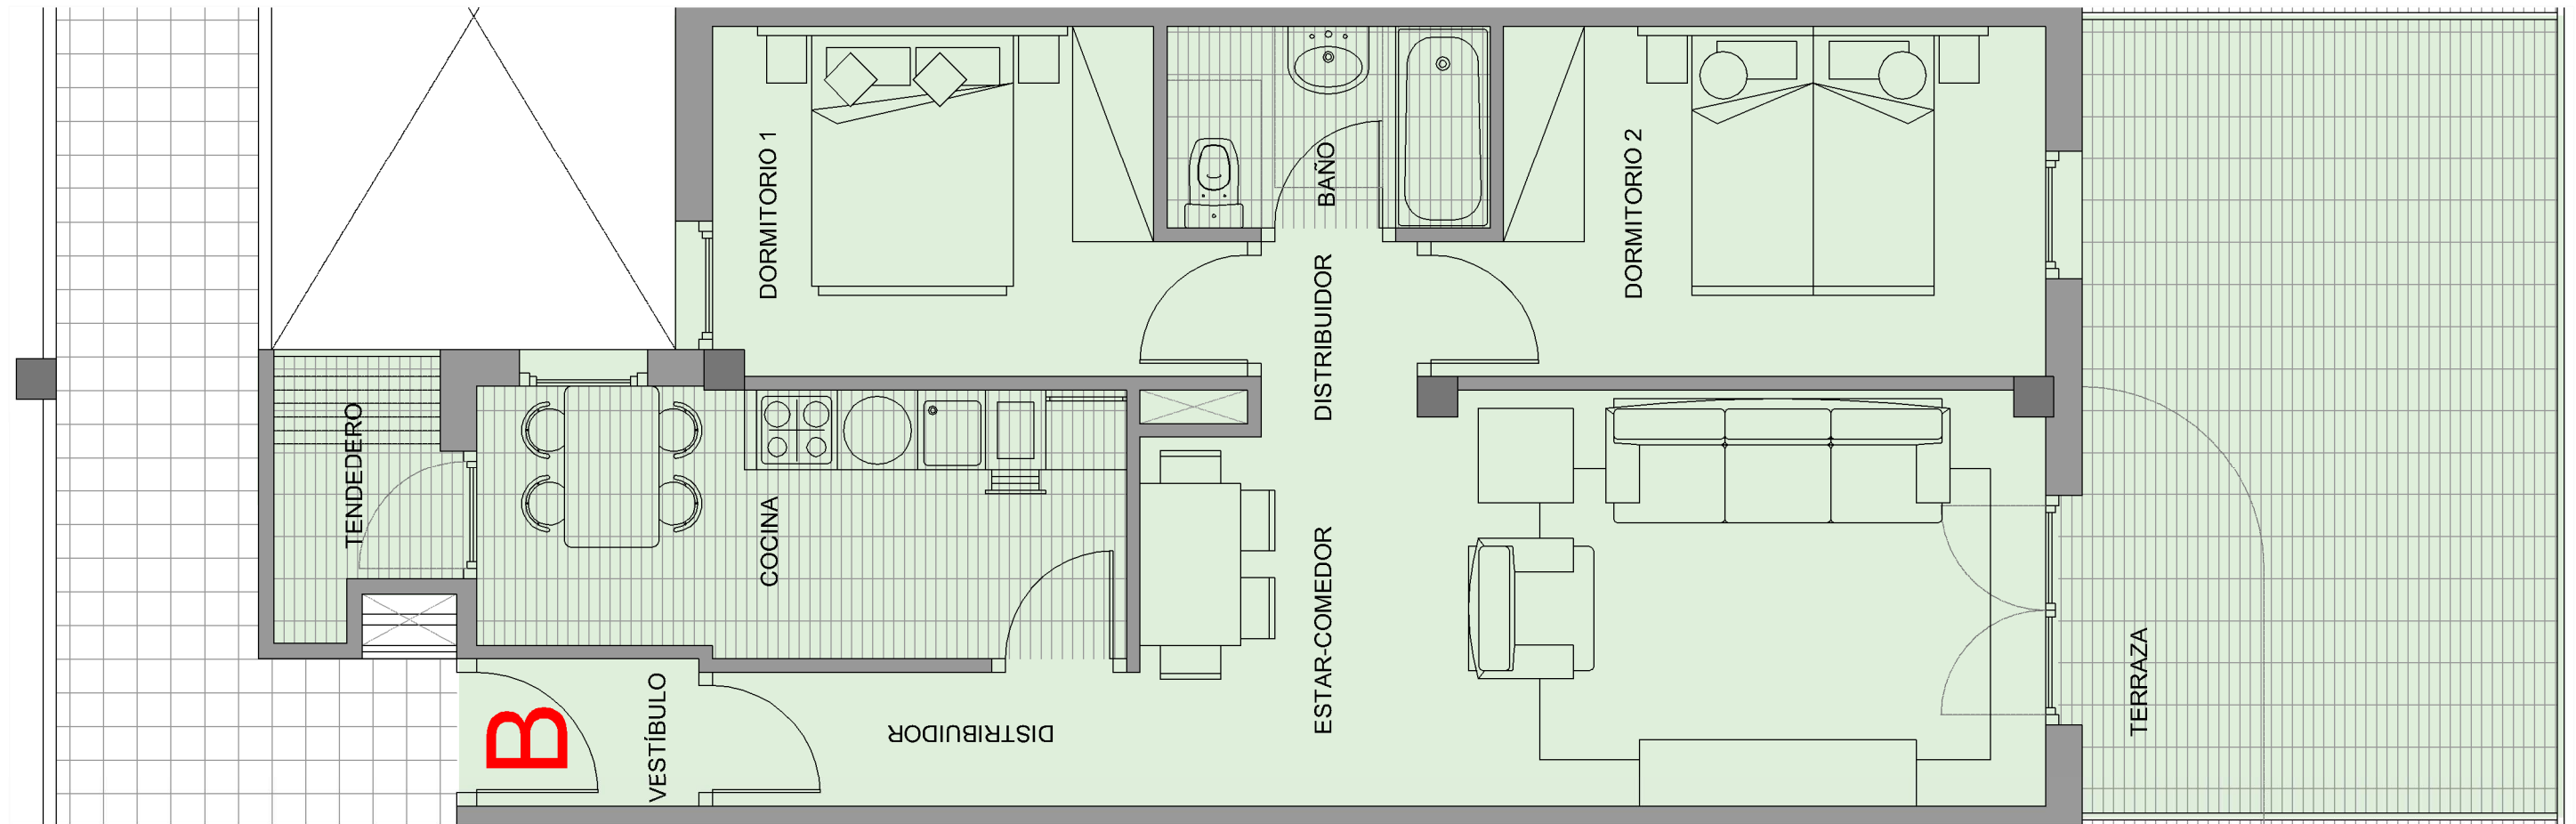 DORMITORIO 1
BAÑO
DORMITORIO 2
DISTRIBUIDOR
TENDEDERO
COCINA
ESTAR-COMEDOR
TERRAZA
B
VESTÍBULO
DISTRIBUIDOR